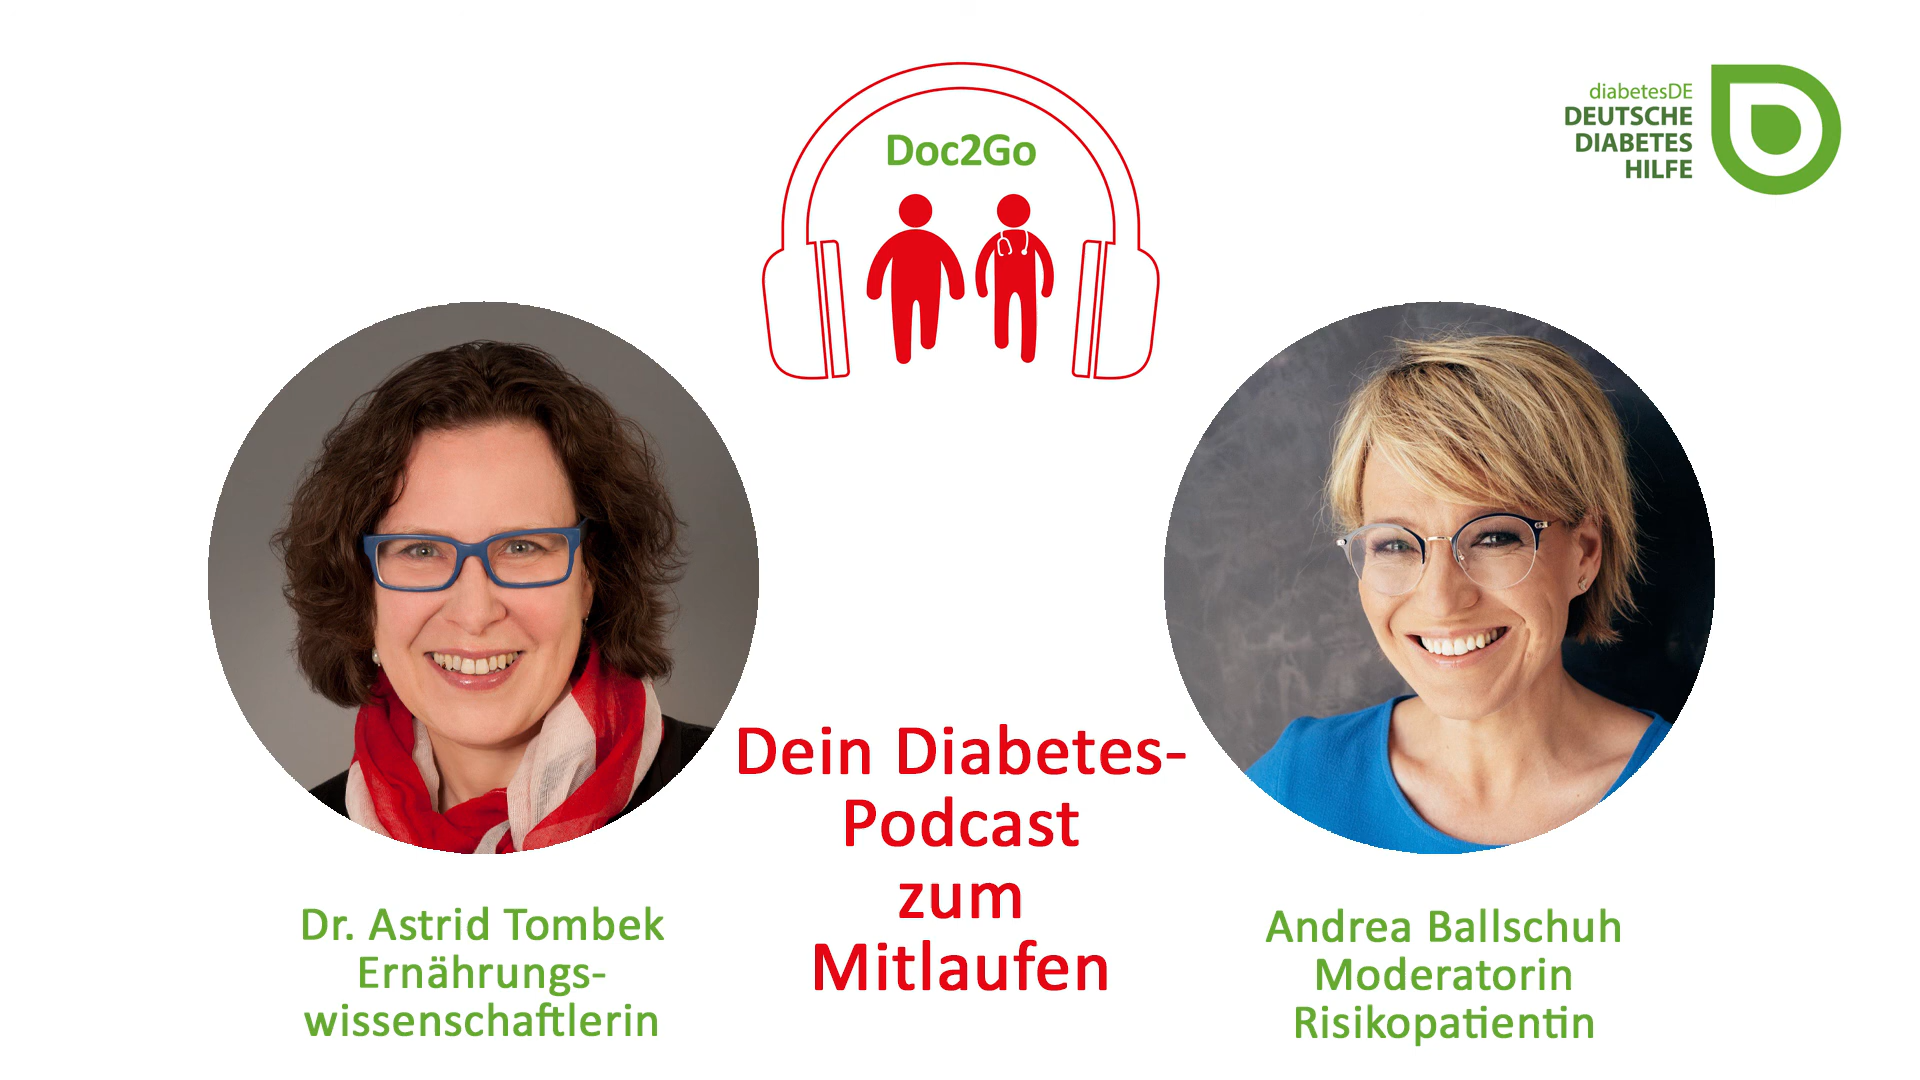 Doc2Go
diabetesDE
DEUTSCHE
DIABETES
HILFE
Dein Diabetes-
Podcast
zum
Mitlaufen
Dr. Astrid Tombek
Ernährungs-
wissenschaftlerin
Andrea Ballschuh
Moderatorin
Risikopatientin